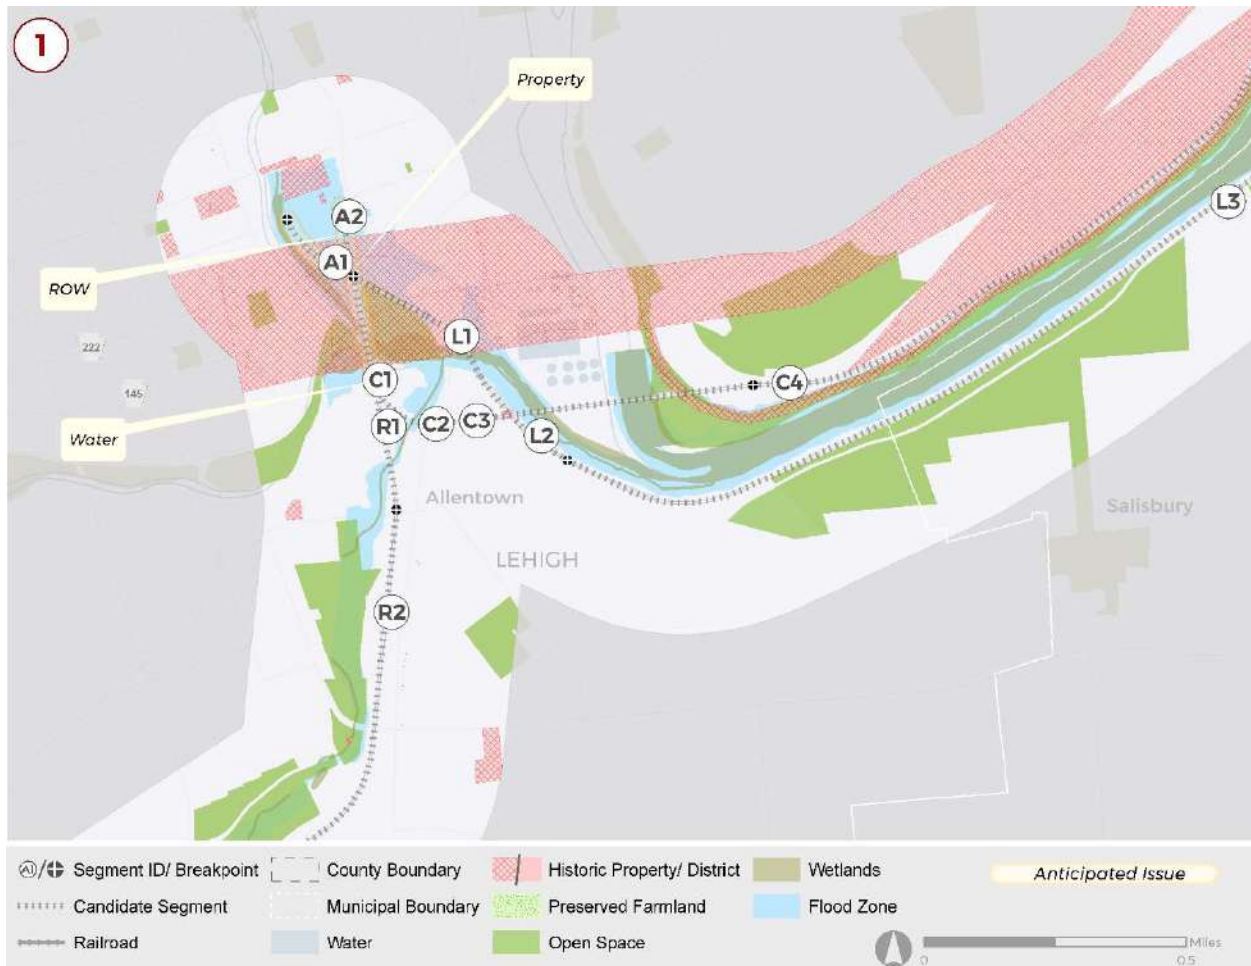 1
Property
A2
A1
ROW
L3
L1
222
C1
C4
145
Water
R1
C2
C3
L2
Allentown
Salisbury
LEHIGH
R2
A1/ Segment ID/ Breakpoint
County Boundary
Historic Property/ District
Wetlands
Anticipated Issue
Candidate Segment
Municipal Boundary
Preserved Farmland
Flood Zone
Railroad
Water
Open Space
Miles
0
0.5